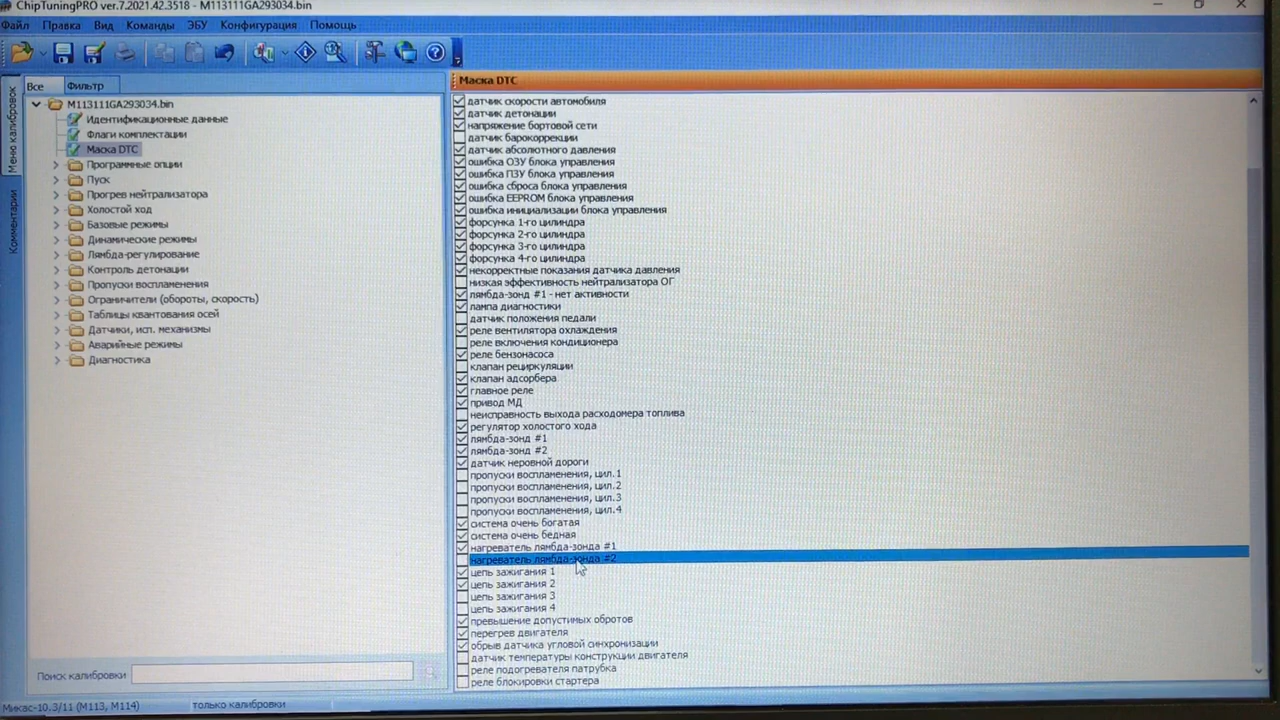 ChipTuningPRO ver.7.2021.42.3518 - M113111GA293034.bin
Файл Правка Вид Команды ЭБУ Конфигурация Помощь
Все Фильтр
Меню калибровок
Комментарии
M113111GA293034.bin
Идентификационные данные
Флаги комплектации
Маска DTC
Программные опции
Пуск
Прогрев нейтрализатора
Холостой ход
Базовые режимы
Динамические режимы
Лямбда-регулирование
Контроль детонации
Пропуски воспламенения
Ограничители (обороты, скорость)
Таблицы квантования осей
Датчики, исп. механизмы
Аварийные режимы
Диагностика
Поиск калибровки
Маска DTC
датчик скорости автомобиля
датчик детонации
напряжение бортовой сети
датчик барокоррекции
датчик абсолютного давления
ошибка ОЗУ блока управления
ошибка ПЗУ блока управления
ошибка сброса блока управления
ошибка EEPROM блока управления
ошибка инициализации блока управления
форсунка 1-го цилиндра
форсунка 2-го цилиндра
форсунка 3-го цилиндра
форсунка 4-го цилиндра
некорректные показания датчика давления
низкая эффективность нейтрализатора ОГ
лямбда-зонд #1 - нет активности
лампа диагностики
датчик положения педали
реле вентилятора охлаждения
реле включения кондиционера
реле бензонасоса
клапан рециркуляции
клапан адсорбера
главное реле
привод МД
неисправность выхода расходомера топлива
регулятор холостого хода
лямбда-зонд #1
лямбда-зонд #2
датчик неровной дороги
пропуски воспламенения, цил.1
пропуски воспламенения, цил.2
пропуски воспламенения, цил.3
пропуски воспламенения, цил.4
система очень богатая
система очень бедная
нагреватель лямбда-зонда #1
нагреватель лямбда-зонда #2
цепь зажигания 1
цепь зажигания 2
цепь зажигания 3
цепь зажигания 4
превышение допустимых оборотов
перегрев двигателя
обрыв датчика угловой синхронизации
датчик температуры конструкции двигателя
реле подогревателя патрубка
реле блокировки стартера
Микас-10.3/11 (М113, М114) только калибровки